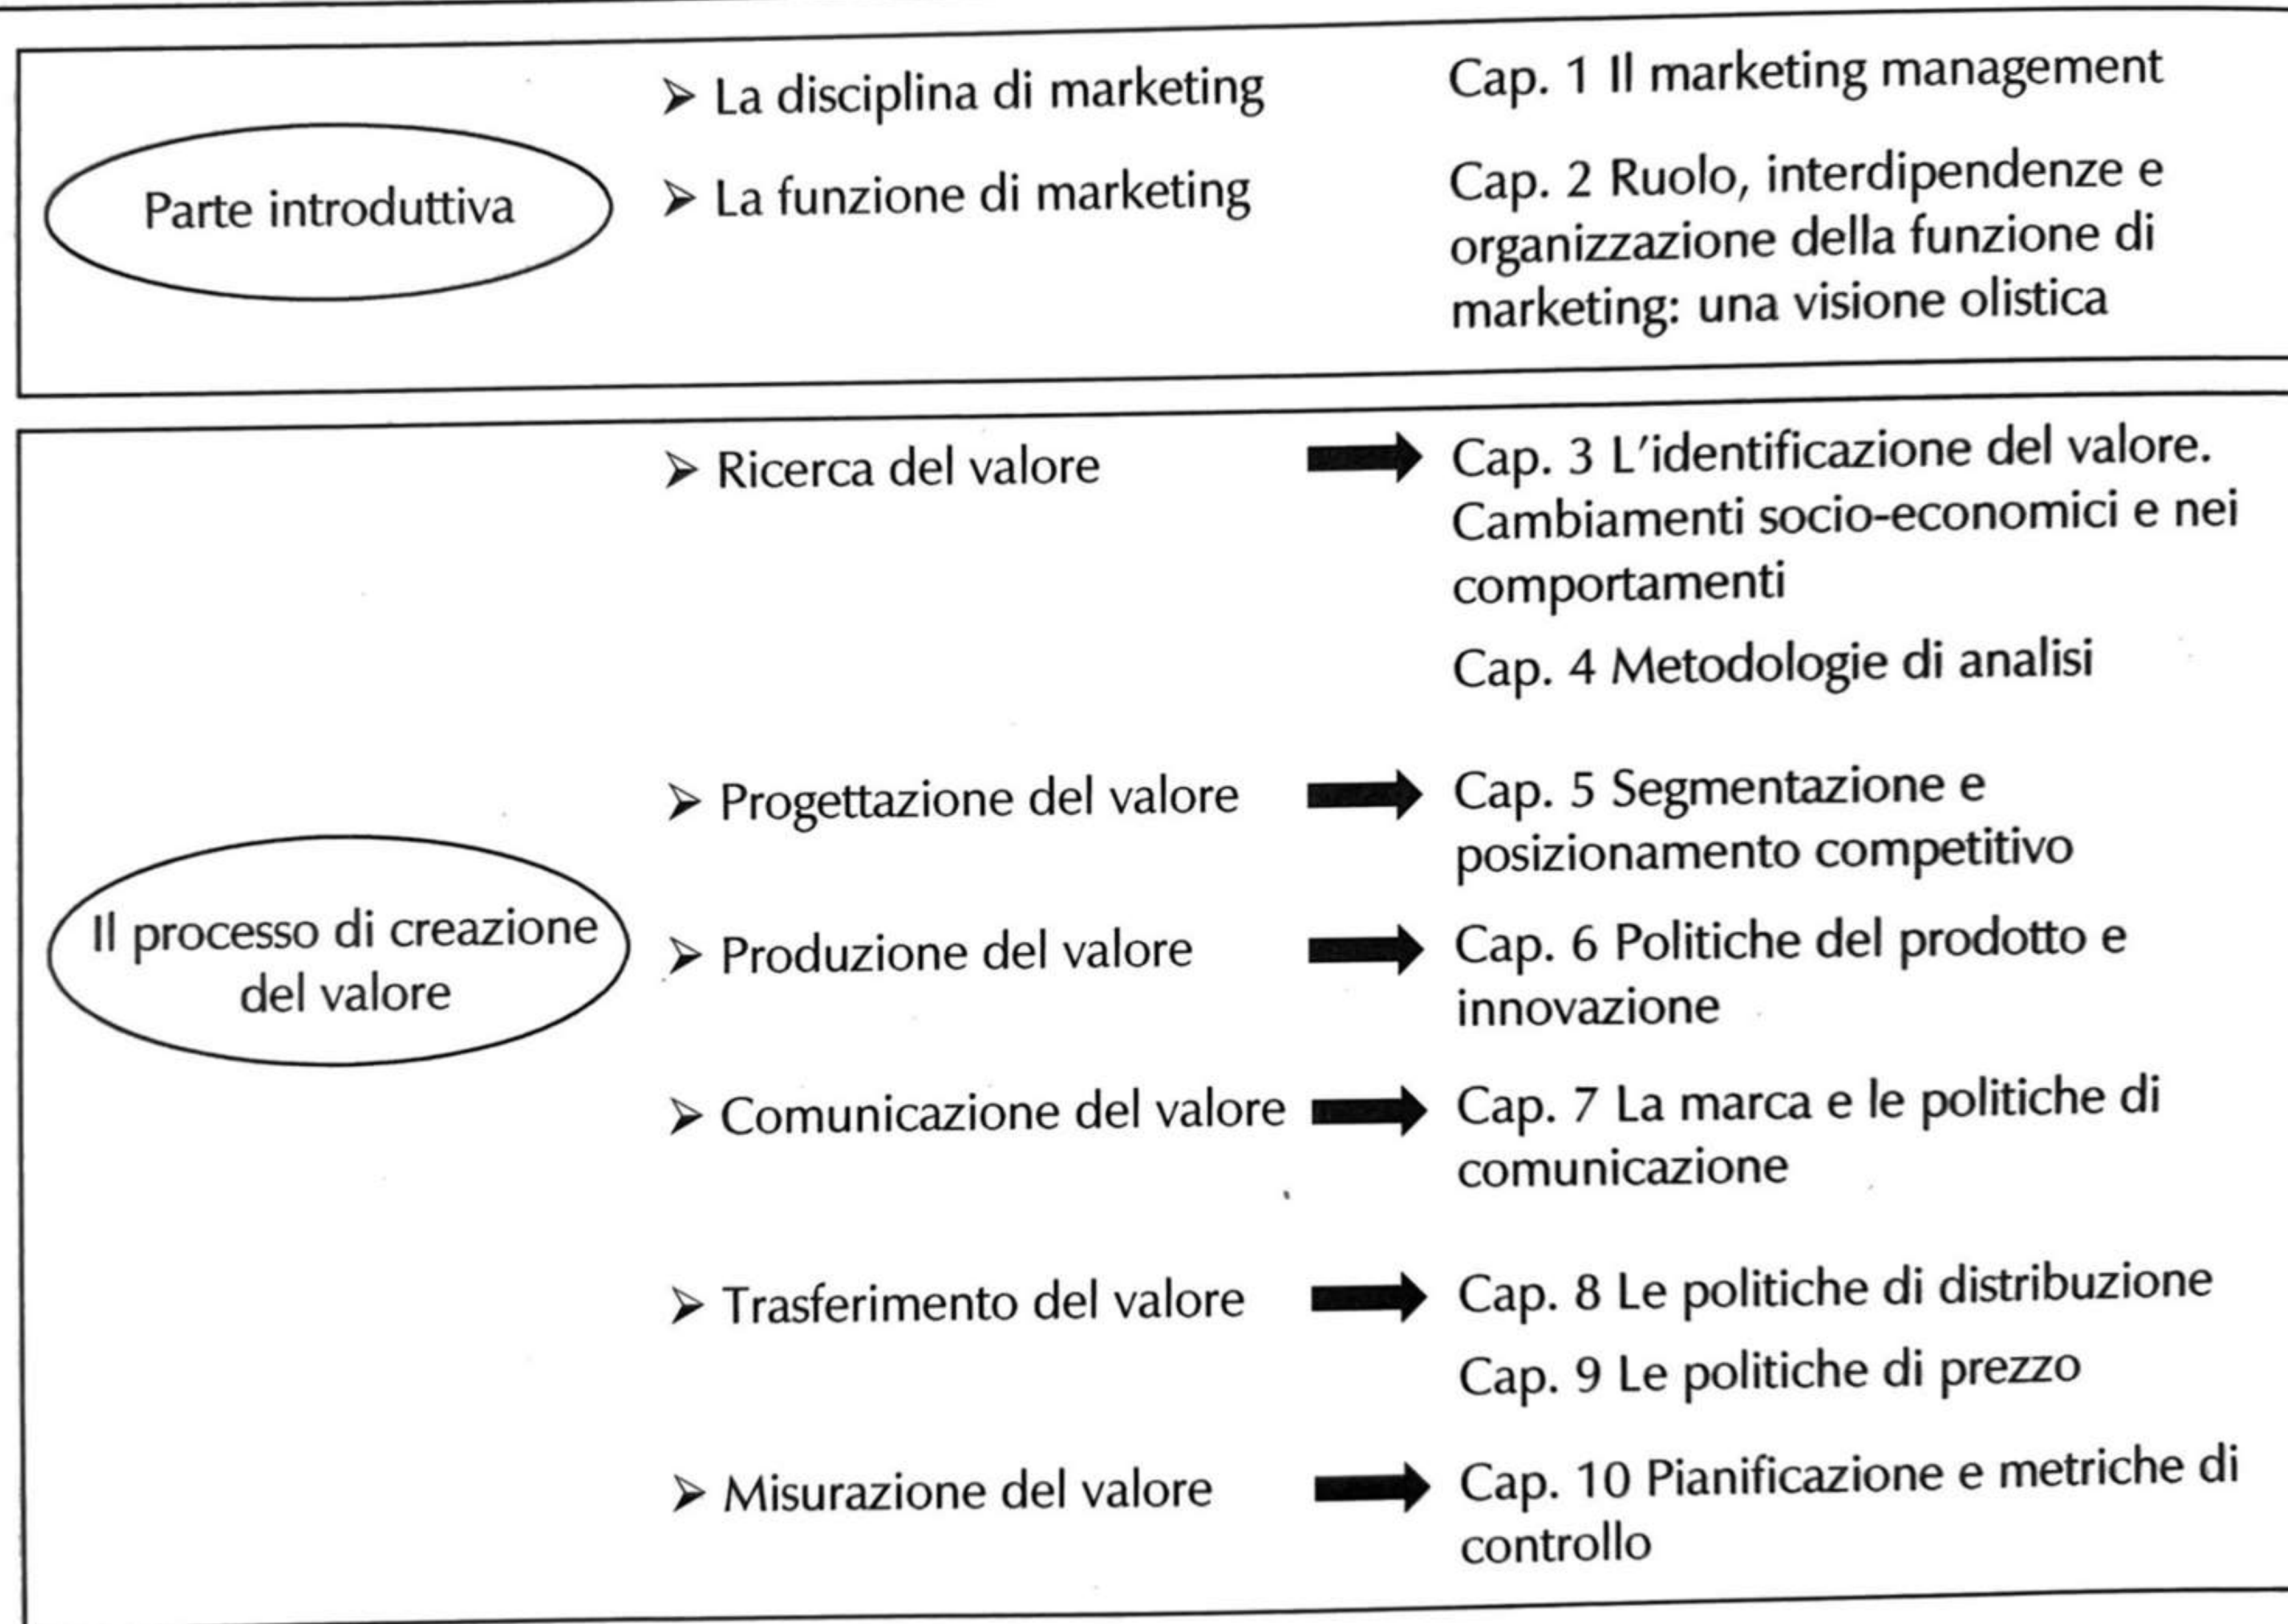 Parte introduttiva
➢ La disciplina di marketing
Cap. 1 Il marketing management
➢ La funzione di marketing
Cap. 2 Ruolo, interdipendenze e
organizzazione della funzione di
marketing: una visione olistica
Il processo di creazione
del valore
➢ Ricerca del valore
Cap. 3 L'identificazione del valore.
Cambiamenti socio-economici e nei
comportamenti
Cap. 4 Metodologie di analisi
➢ Progettazione del valore
Cap. 5 Segmentazione e
posizionamento competitivo
➢ Produzione del valore
Cap. 6 Politiche del prodotto e
innovazione
➢ Comunicazione del valore
Cap. 7 La marca e le politiche di
comunicazione
➢ Trasferimento del valore
Cap. 8 Le politiche di distribuzione
Cap. 9 Le politiche di prezzo
➢ Misurazione del valore
Cap. 10 Pianificazione e metriche di
controllo